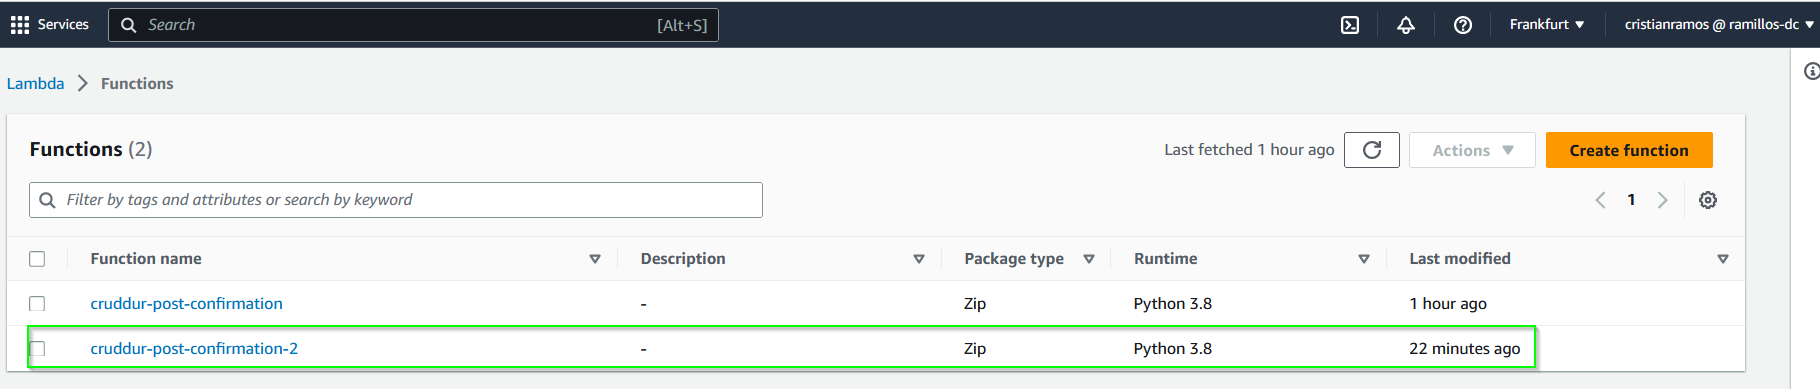 Services Search [Alt+S] Frankfurt ▼ cristianramos @ ramillos-dc ▼
Lambda > Functions
Functions (2) Last fetched 1 hour ago Actions ▼ Create function
Filter by tags and attributes or search by keyword 1
Function name Description Package type Runtime Last modified
cruddur-post-confirmation - Zip Python 3.8 1 hour ago
cruddur-post-confirmation-2 - Zip Python 3.8 22 minutes ago